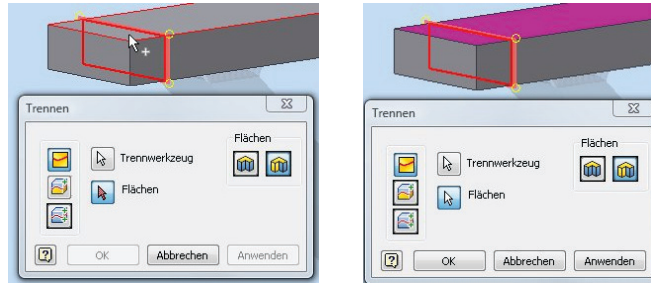 Trennen
Flächen
Trennwerkzeug
Flächen
OK
Abbrechen
Anwenden
Trennen
Flächen
Trennwerkzeug
Flächen
OK
Abbrechen
Anwenden